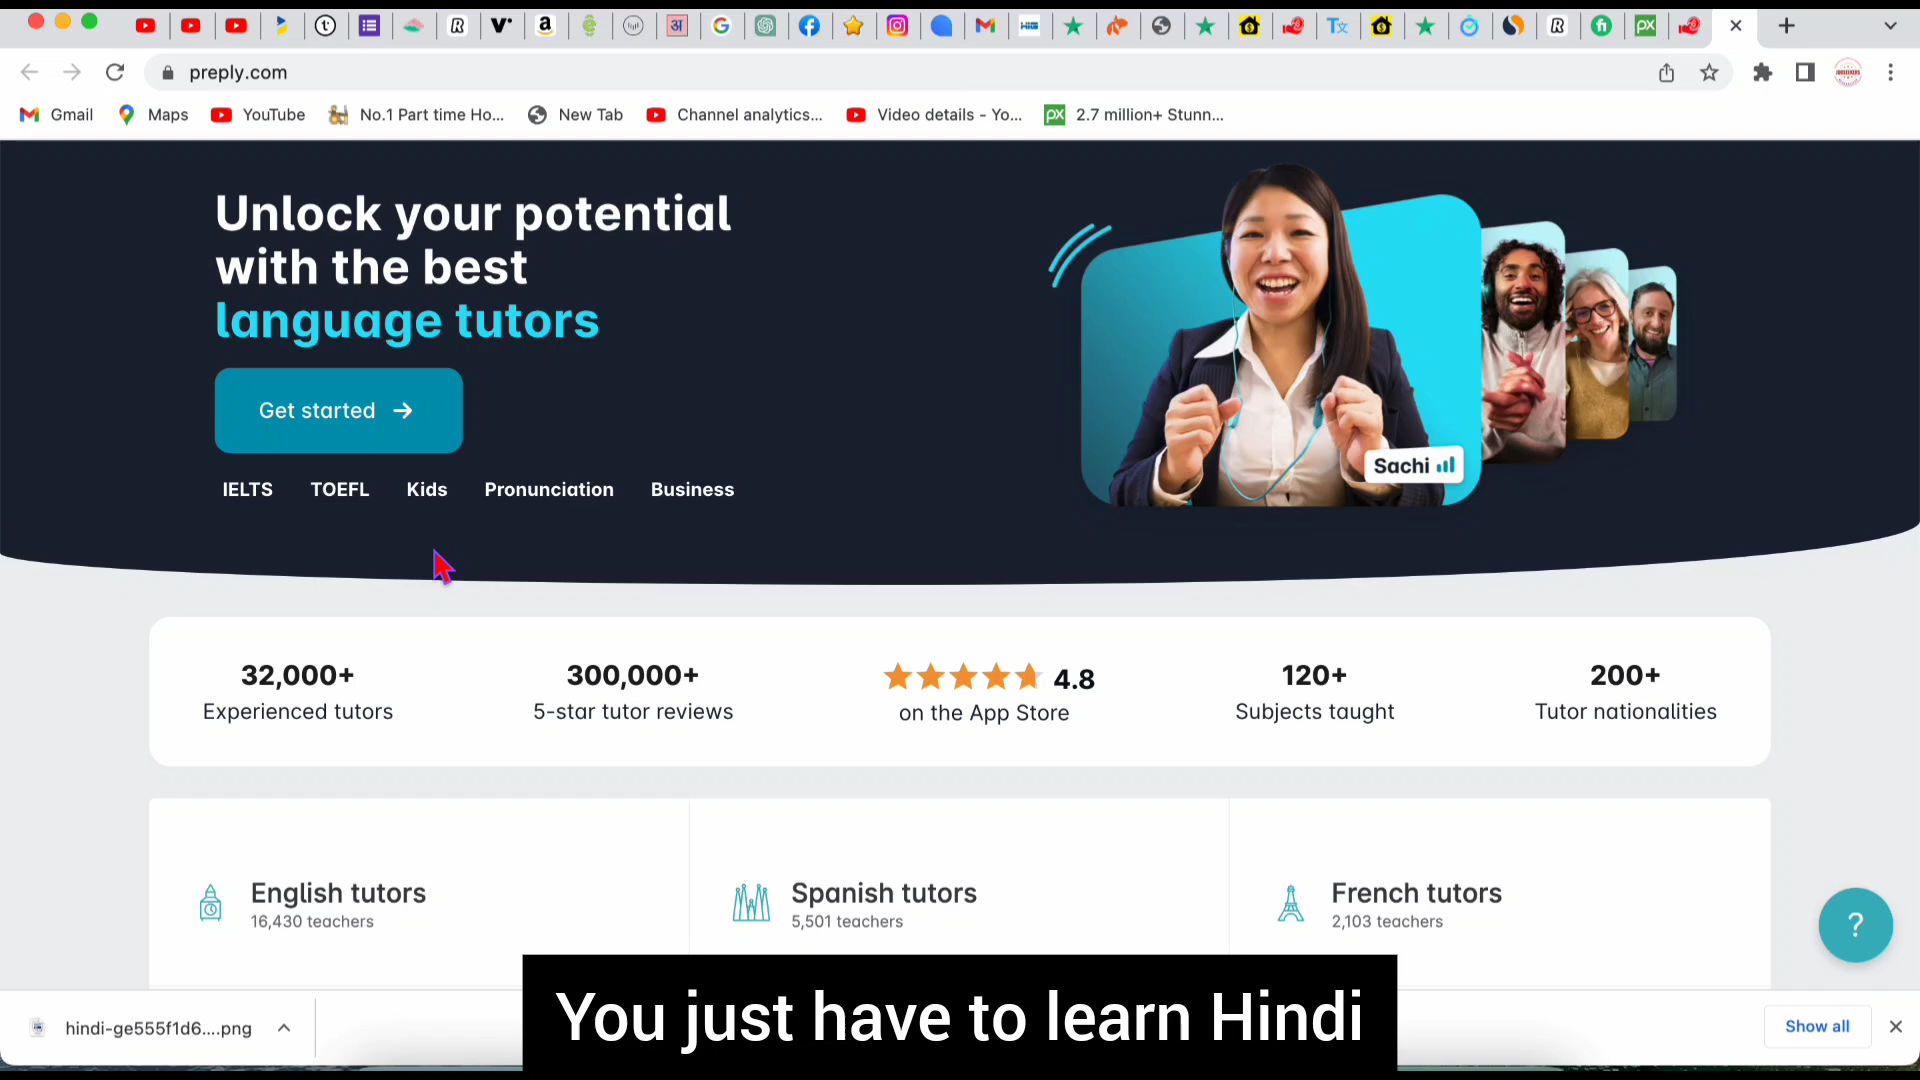 preply.com
Gmail
Maps
YouTube
No.1 Part time Ho...
New Tab
Channel analytics...
Video details - Yo...
2.7 million+ Stunn...
Unlock your potential
with the best
language tutors
Get started →
IELTS
TOEFL
Kids
Pronunciation
Business
Sachi
32,000+
Experienced tutors
300,000+
5-star tutor reviews
4.8
on the App Store
120+
Subjects taught
200+
Tutor nationalities
English tutors
16,430 teachers
Spanish tutors
5,501 teachers
French tutors
2,103 teachers
?
hindi-ge555f1d6....png
Show all
You just have to learn Hindi